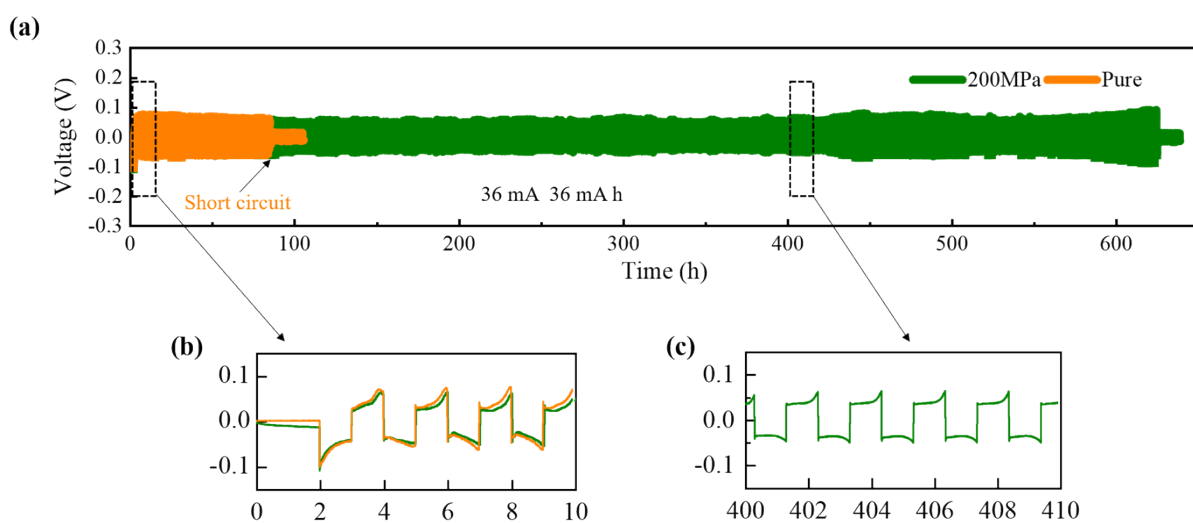 (a)
0.3
0.2
0.1
0.0
-0.1
-0.2
-0.3
Voltage (V)
200MPa Pure
Short circuit
36 mA 36 mA h
0 100 200 300 400 500 600
Time (h)
(b)
0.1
0.0
-0.1
0 2 4 6 8 10
(c)
0.1
0.0
-0.1
400 402 404 406 408 410